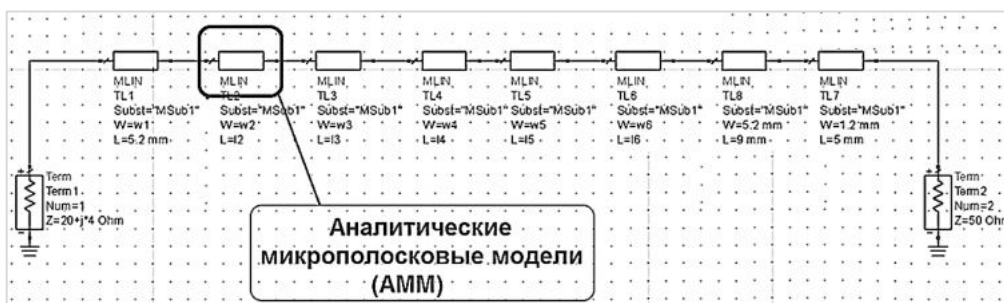 MLIN
TL1
Subst="MSub1"
W=w1
L=5.2 mm
MLIN
TL2
Subst="MSub1"
W=w2
L=l2
MLIN
TL3
Subst="MSub1"
W=w3
L=l3
MLIN
TL4
Subst="MSub1"
W=w4
L=l4
MLIN
TL5
Subst="MSub1"
W=w5
L=l5
MLIN
TL6
Subst="MSub1"
W=w6
L=l6
MLIN
TL8
Subst="MSub1"
W=5.2 mm
L=9 mm
MLIN
TL7
Subst="MSub1"
W=1.2 mm
L=5 mm
Term
Term1
Num=1
Z=20+j*4 Ohm
Term
Term2
Num=2
Z=50 Ohm
Аналитические
микрополосковые модели
(АММ)